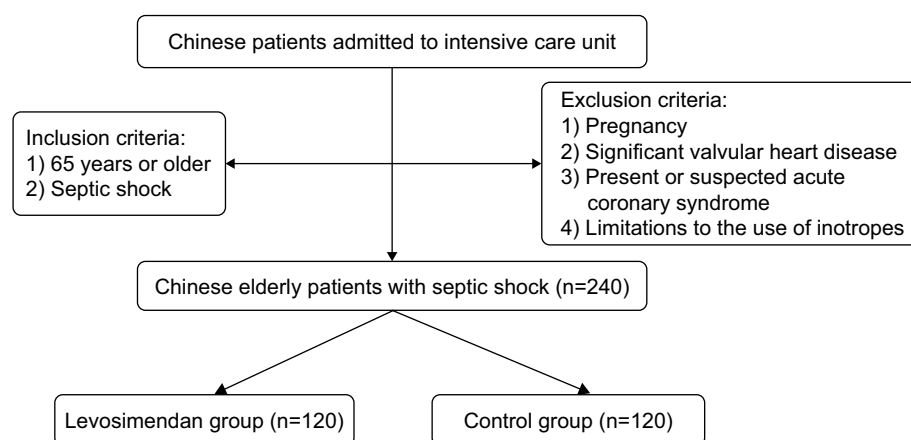 Chinese patients admitted to intensive care unit
Inclusion criteria:
1) 65 years or older
2) Septic shock
Exclusion criteria:
1) Pregnancy
2) Significant valvular heart disease
3) Present or suspected acute
coronary syndrome
4) Limitations to the use of inotropes
Chinese elderly patients with septic shock (n=240)
Levosimendan group (n=120)
Control group (n=120)